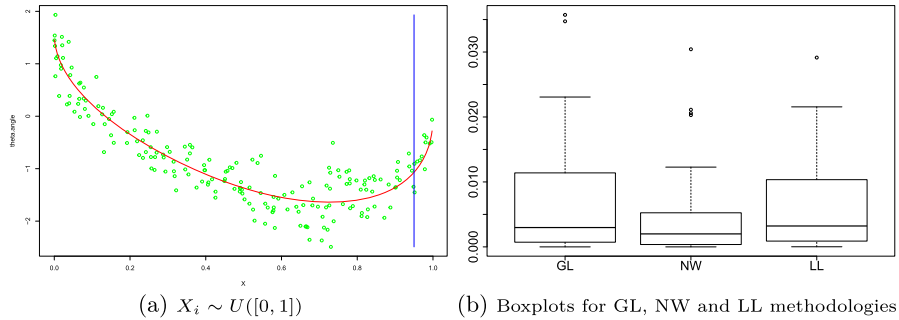 2
1
0
-1
-2
theta.angle
0.0 0.2 0.4 0.6 0.8 1.0
x
0.030
0.020
0.010
0.000
GL NW LL
(a) X_i ∼ U([0, 1])
(b) Boxplots for GL, NW and LL methodologies